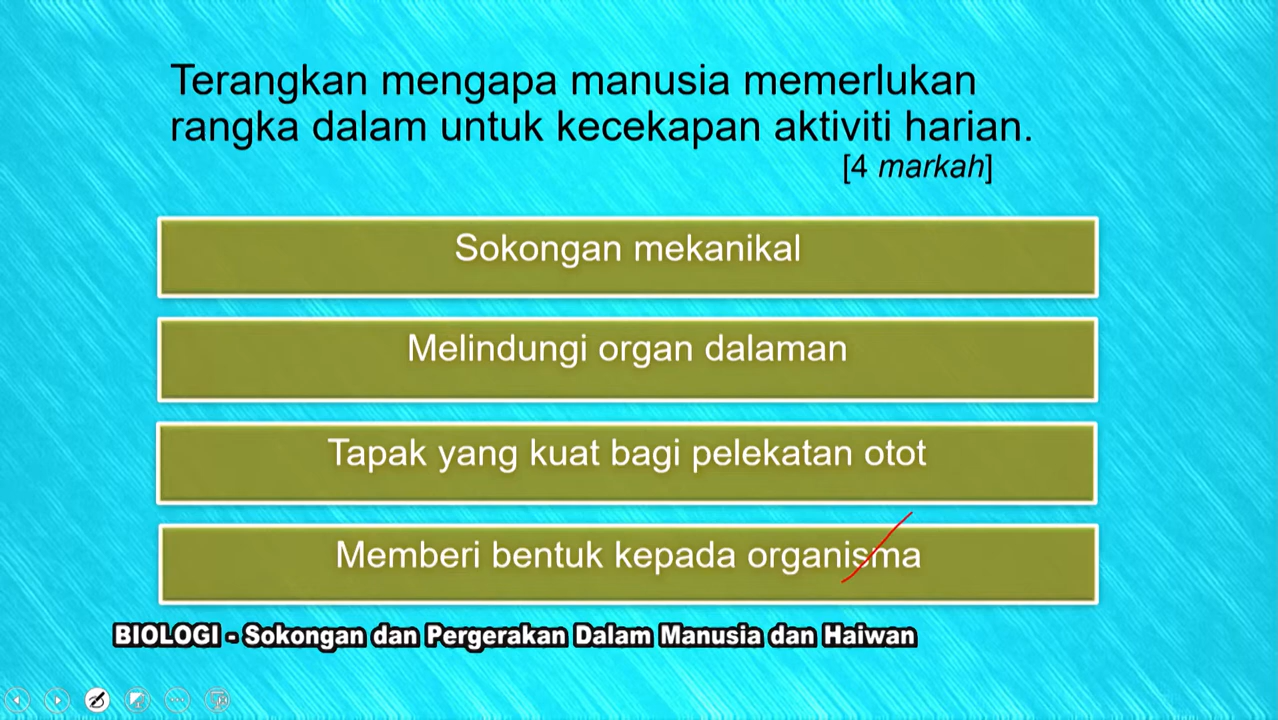 Terangkan mengapa manusia memerlukan
rangka dalam untuk kecekapan aktiviti harian.
[4 markah]
Sokongan mekanikal
Melindungi organ dalaman
Tapak yang kuat bagi pelekatan otot
Memberi bentuk kepada organisma
BIOLOGI - Sokongan dan Pergerakan Dalam Manusia dan Haiwan